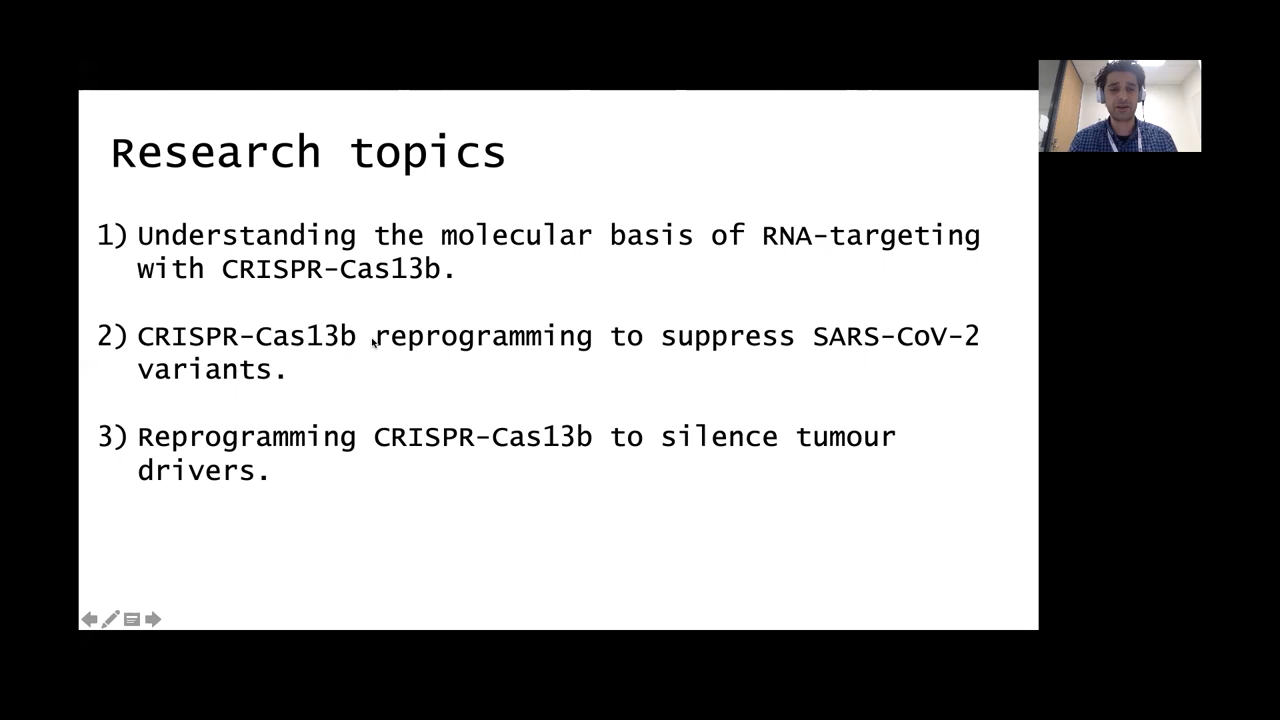 Research topics
1) Understanding the molecular basis of RNA-targeting
with CRISPR-Cas13b.
2) CRISPR-Cas13b reprogramming to suppress SARS-CoV-2
variants.
3) Reprogramming CRISPR-Cas13b to silence tumour
drivers.